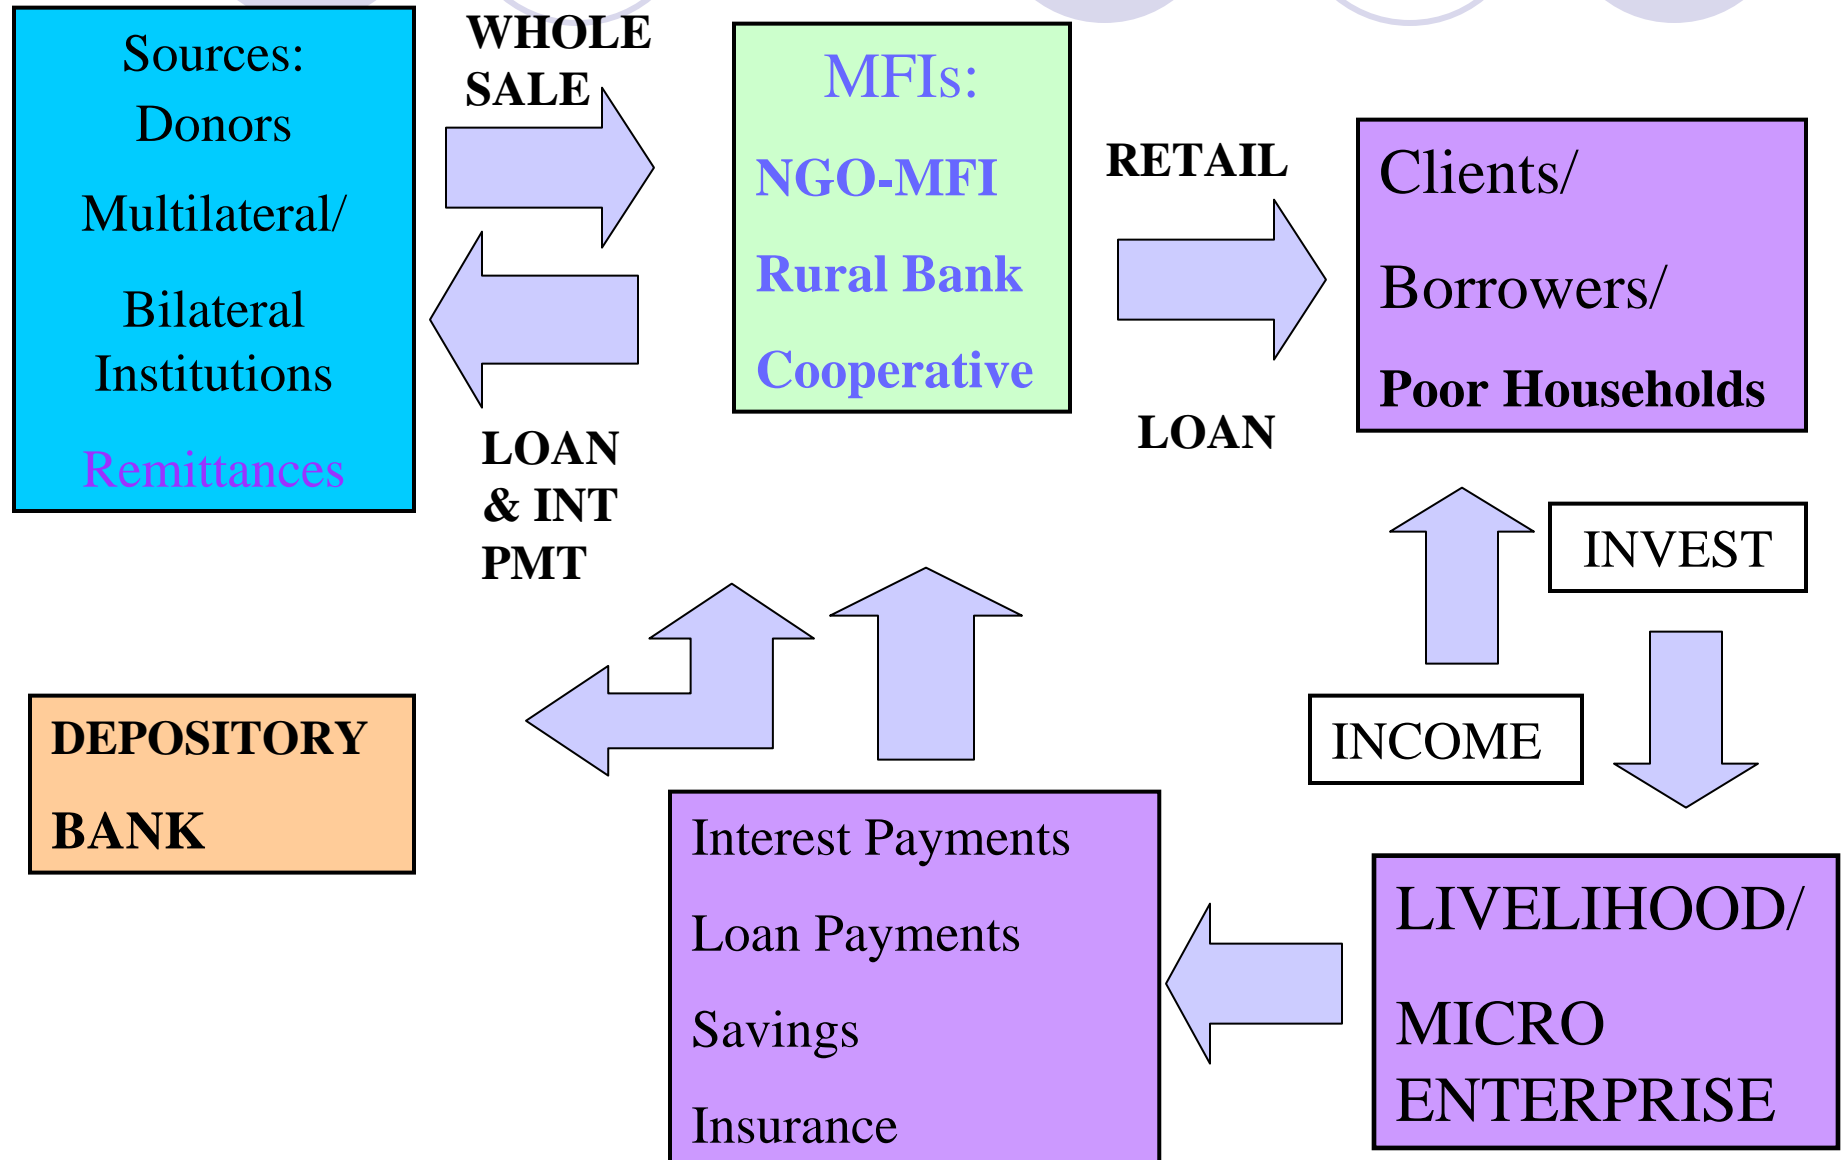 Sources:
Donors
Multilateral/
Bilateral
Institutions
Remittances
WHOLE
SALE
LOAN
& INT
PMT
MFIs:
NGO-MFI
Rural Bank
Cooperative
RETAIL
LOAN
Clients/
Borrowers/
Poor Households
INVEST
INCOME
DEPOSITORY
BANK
Interest Payments
Loan Payments
Savings
Insurance
LIVELIHOOD/
MICRO
ENTERPRISE